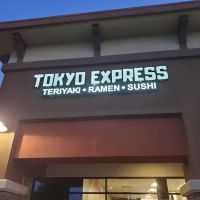 TOKYO EXPRESS
TERIYAKI • RAMEN • SUSHI